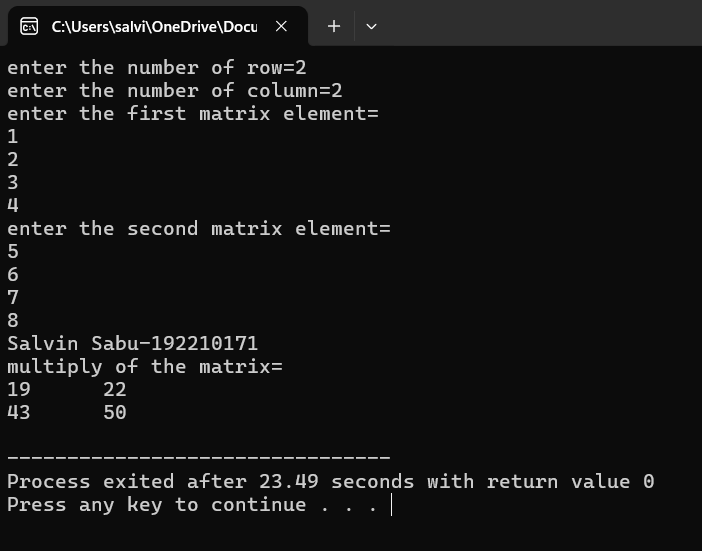 C:\Users\salvi\OneDrive\Docu
enter the number of row=2
enter the number of column=2
enter the first matrix element=
1
2
3
4
enter the second matrix element=
5
6
7
8
Salvin Sabu-192210171
multiply of the matrix=
19      22
43      50
--------------------------------
Process exited after 23.49 seconds with return value 0
Press any key to continue . . .